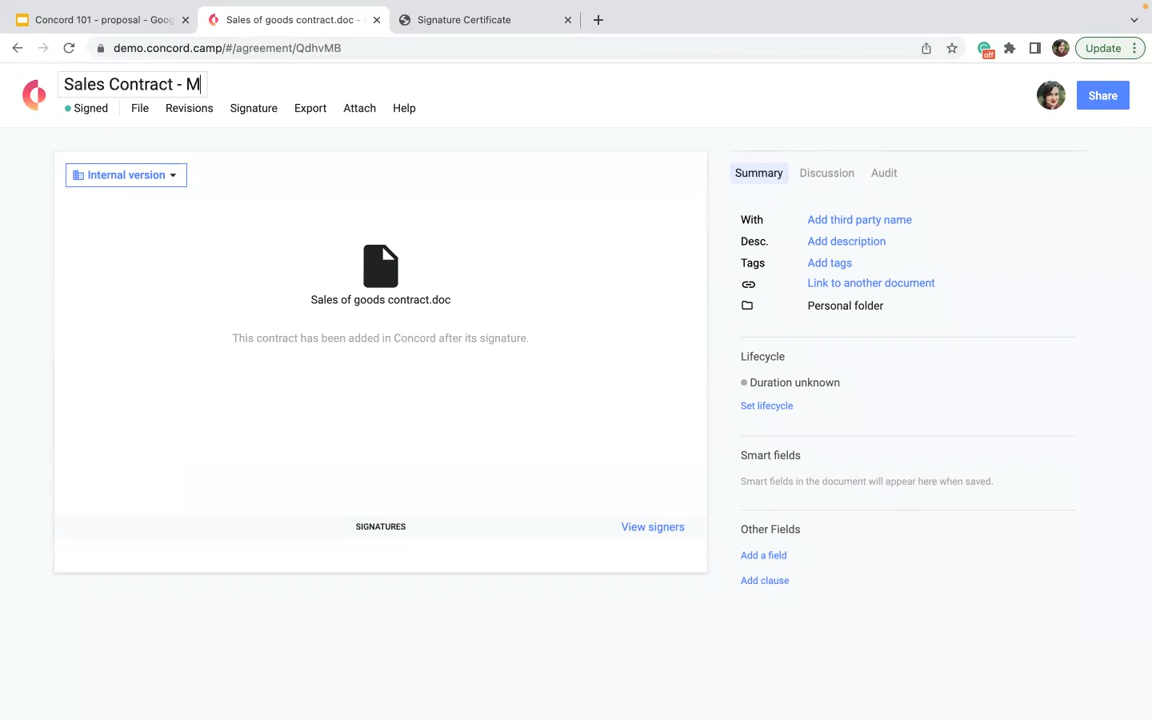 Concord 101 - proposal - Goog
Sales of goods contract.doc -
Signature Certificate
demo.concord.camp/#/agreement/QdhvMB
off
Update
Sales Contract - M
Signed
File
Revisions
Signature
Export
Attach
Help
Share
Internal version
Sales of goods contract.doc
This contract has been added in Concord after its signature.
SIGNATURES
View signers
Summary
Discussion
Audit
With
Add third party name
Desc.
Add description
Tags
Add tags
Link to another document
Personal folder
Lifecycle
Duration unknown
Set lifecycle
Smart fields
Smart fields in the document will appear here when saved.
Other Fields
Add a field
Add clause